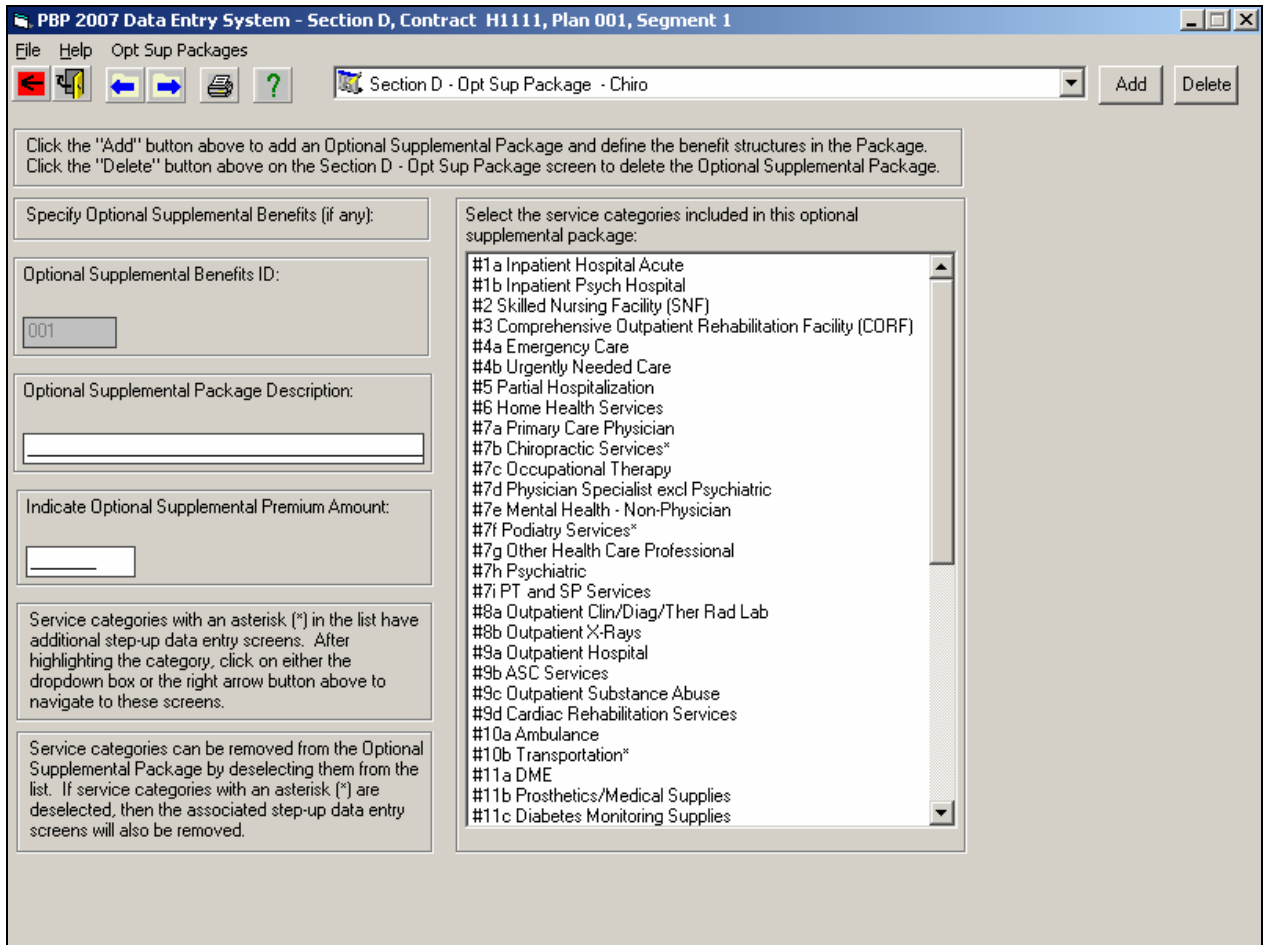 PBP 2007 Data Entry System - Section D, Contract H1111, Plan 001, Segment 1
File Help Opt Sup Packages
? Section D - Opt Sup Package - Chiro Add Delete
Click the "Add" button above to add an Optional Supplemental Package and define the benefit structures in the Package.
Click the "Delete" button above on the Section D - Opt Sup Package screen to delete the Optional Supplemental Package.
Specify Optional Supplemental Benefits (if any):
Optional Supplemental Benefits ID:
001
Optional Supplemental Package Description:
Indicate Optional Supplemental Premium Amount:
Service categories with an asterisk (*) in the list have
additional step-up data entry screens. After
highlighting the category, click on either the
dropdown box or the right arrow button above to
navigate to these screens.
Service categories can be removed from the Optional
Supplemental Package by deselecting them from the
list. If service categories with an asterisk (*) are
deselected, then the associated step-up data entry
screens will also be removed.
Select the service categories included in this optional
supplemental package:
#1a Inpatient Hospital Acute
#1b Inpatient Psych Hospital
#2 Skilled Nursing Facility (SNF)
#3 Comprehensive Outpatient Rehabilitation Facility (CORF)
#4a Emergency Care
#4b Urgently Needed Care
#5 Partial Hospitalization
#6 Home Health Services
#7a Primary Care Physician
#7b Chiropractic Services*
#7c Occupational Therapy
#7d Physician Specialist excl Psychiatric
#7e Mental Health - Non-Physician
#7f Podiatry Services*
#7g Other Health Care Professional
#7h Psychiatric
#7i PT and SP Services
#8a Outpatient Clin/Diag/Ther Rad Lab
#8b Outpatient X-Rays
#9a Outpatient Hospital
#9b ASC Services
#9c Outpatient Substance Abuse
#9d Cardiac Rehabilitation Services
#10a Ambulance
#10b Transportation*
#11a DME
#11b Prosthetics/Medical Supplies
#11c Diabetes Monitoring Supplies